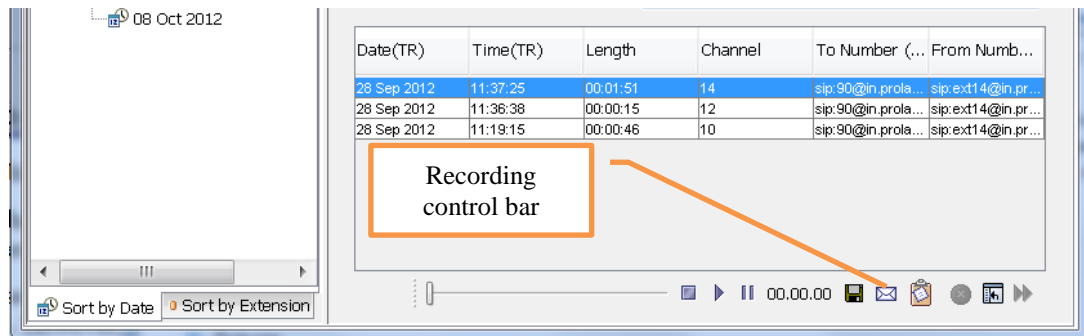 08 Oct 2012
Date(TR) Time(TR) Length Channel To Number (... From Numb...
28 Sep 2012 11:37:25 00:01:51 14 sip:90@in.prola... sip:ext14@in.pr...
28 Sep 2012 11:36:38 00:00:15 12 sip:90@in.prola... sip:ext14@in.pr...
28 Sep 2012 11:19:15 00:00:46 10 sip:90@in.prola... sip:ext14@in.pr...
Recording
control bar
00.00.00
Sort by Date Sort by Extension